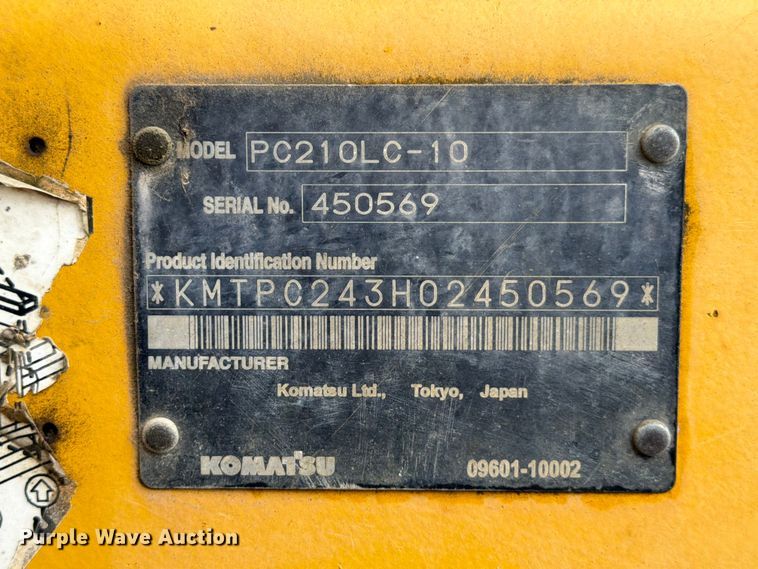 MODEL PC210LC-10
SERIAL No. 450569
Product Identification Number
*KMTPC243H02450569*
MANUFACTURER
Komatsu Ltd., Tokyo, Japan
KOMATSU 09601-10002
Purple Wave Auction